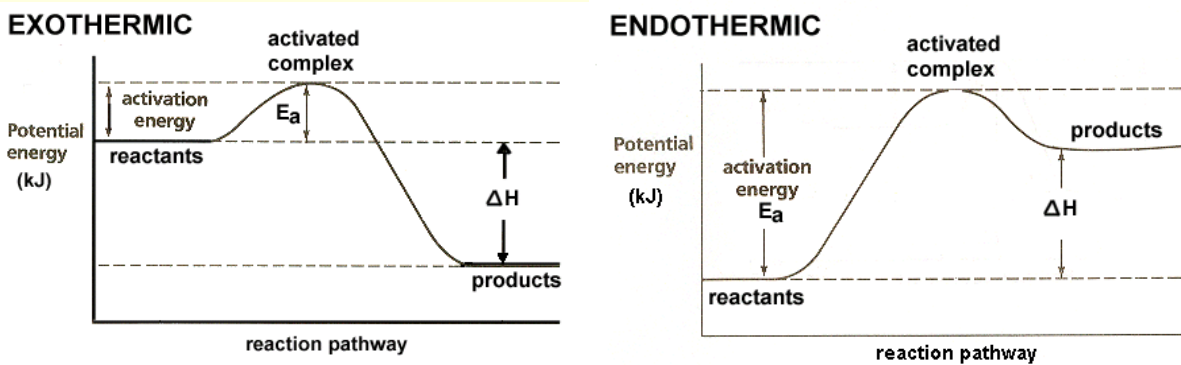 EXOTHERMIC
activated
complex
activation
energy
Ea
Potential
energy
(kJ)
reactants
ΔH
products
reaction pathway
ENDOTHERMIC
activated
complex
products
Potential
energy
(kJ)
activation
energy
Ea
ΔH
reactants
reaction pathway